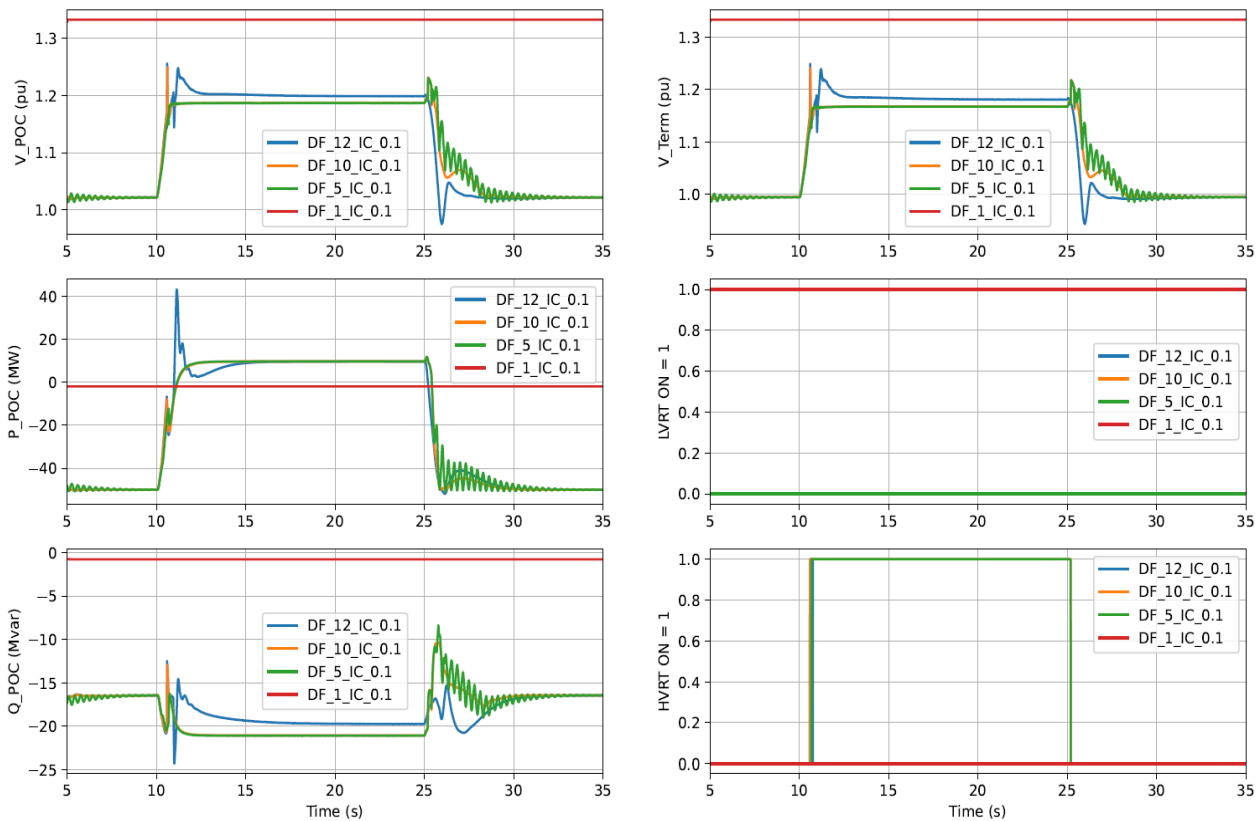 V_POC (pu)
1.3
1.2
1.1
1.0
DF_12_IC_0.1
DF_10_IC_0.1
DF_5_IC_0.1
DF_1_IC_0.1
5 10 15 20 25 30 35
V_Term (pu)
1.3
1.2
1.1
1.0
DF_12_IC_0.1
DF_10_IC_0.1
DF_5_IC_0.1
DF_1_IC_0.1
5 10 15 20 25 30 35
P_POC (MW)
40
20
0
−20
−40
DF_12_IC_0.1
DF_10_IC_0.1
DF_5_IC_0.1
DF_1_IC_0.1
5 10 15 20 25 30 35
LVRT ON = 1
1.0
0.8
0.6
0.4
0.2
0.0
DF_12_IC_0.1
DF_10_IC_0.1
DF_5_IC_0.1
DF_1_IC_0.1
5 10 15 20 25 30 35
Q_POC (Mvar)
0
−5
−10
−15
−20
−25
DF_12_IC_0.1
DF_10_IC_0.1
DF_5_IC_0.1
DF_1_IC_0.1
5 10 15 20 25 30 35
Time (s)
HVRT ON = 1
1.0
0.8
0.6
0.4
0.2
0.0
DF_12_IC_0.1
DF_10_IC_0.1
DF_5_IC_0.1
DF_1_IC_0.1
5 10 15 20 25 30 35
Time (s)